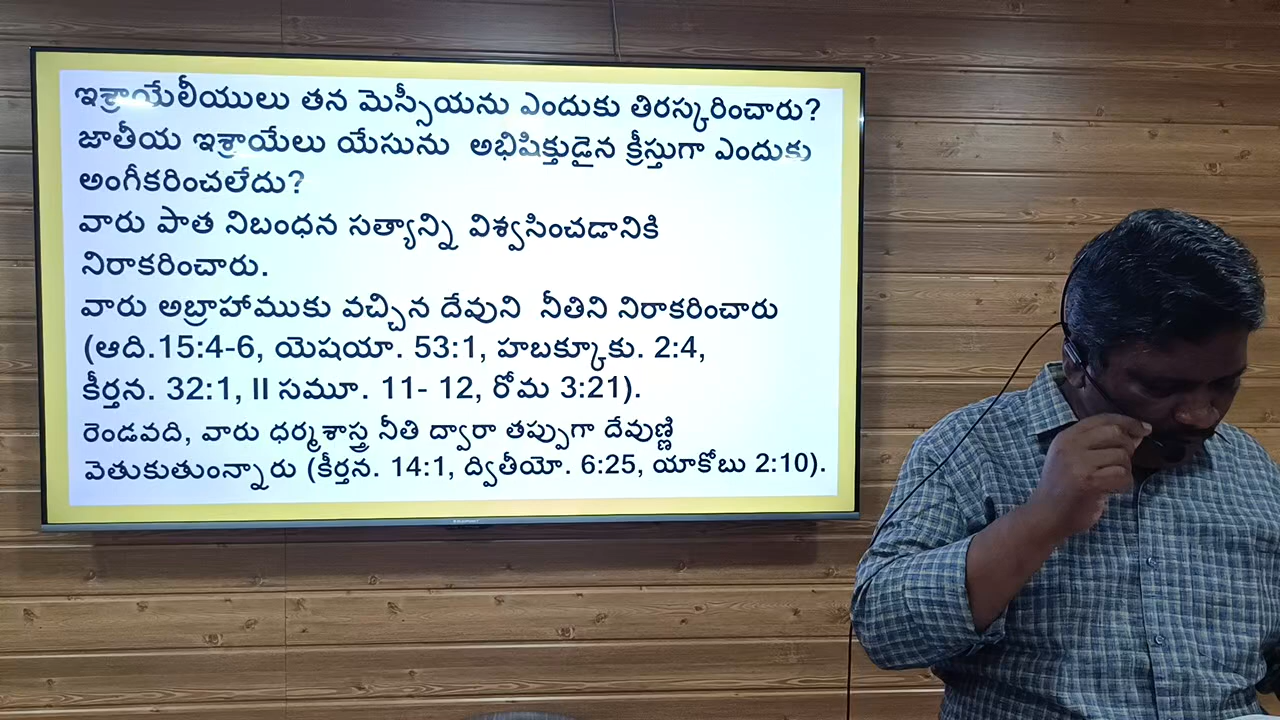 ఇశ్రాయేలీయులు తన మెస్సీయను ఎందుకు తిరస్కరించారు?
జాతీయ ఇశ్రాయేలు యేసును అభిషిక్తుడైన క్రీస్తుగా ఎందుకు
అంగీకరించలేదు?
వారు పాత నిబంధన సత్యాన్ని విశ్వసించడానికి
నిరాకరించారు.
వారు అబ్రాహాముకు వచ్చిన దేవుని నీతిని నిరాకరించారు
(ఆది.15:4-6, యెషయా. 53:1, హబక్కూకు. 2:4,
కీర్తన. 32:1, II సమూ. 11- 12, రోమ 3:21).
రెండవది, వారు ధర్మశాస్త్ర నీతి ద్వారా తప్పుగా దేవుణ్ణి
వెతుకుతుంన్నారు (కీర్తన. 14:1, ద్వితీయో. 6:25, యాకోబు 2:10).
BLAUPUNKT